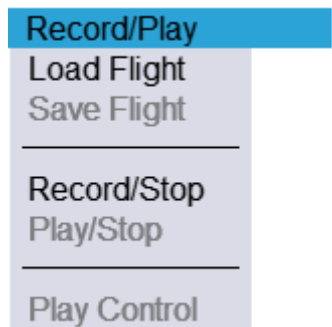 Record/Play
Load Flight
Save Flight
Record/Stop
Play/Stop
Play Control